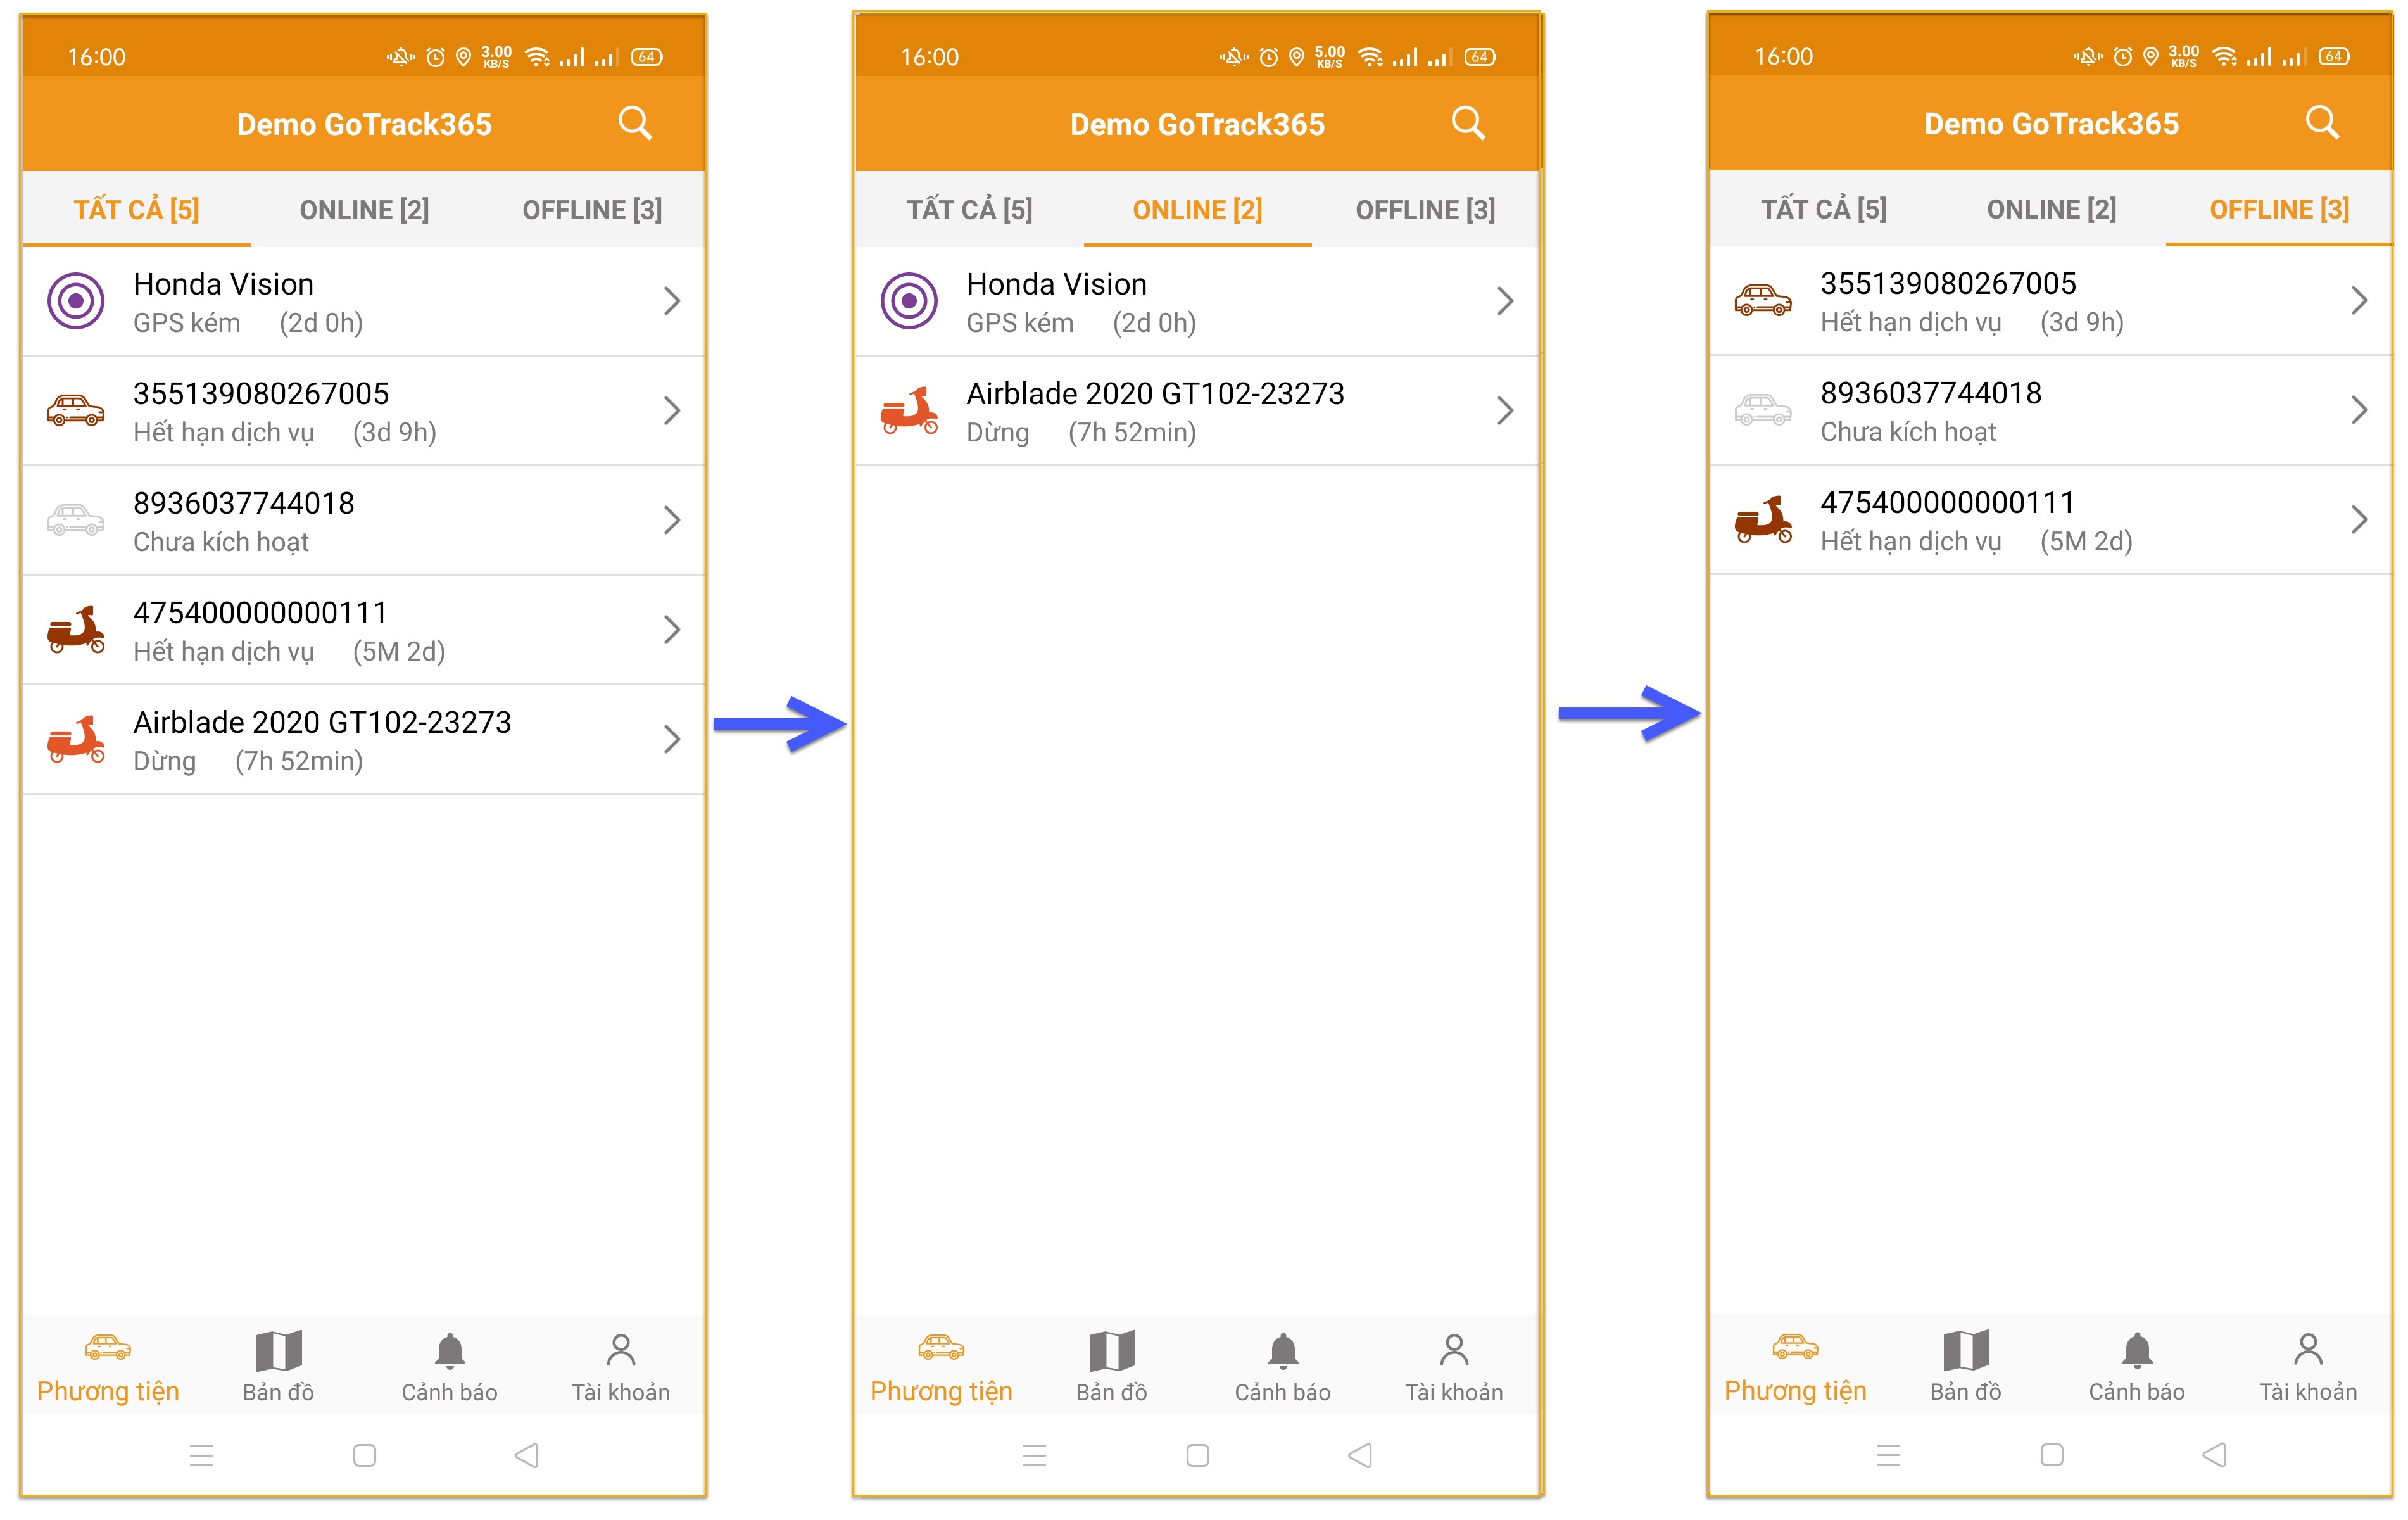 16:00
3.00 KB/S
64
Demo GoTrack365
TẤT CẢ [5] ONLINE [2] OFFLINE [3]
Honda Vision
GPS kém (2d 0h)
355139080267005
Hết hạn dịch vụ (3d 9h)
8936037744018
Chưa kích hoạt
475400000000111
Hết hạn dịch vụ (5M 2d)
Airblade 2020 GT102-23273
Dừng (7h 52min)
Phương tiện Bản đồ Cảnh báo Tài khoản
16:00
5.00 KB/S
64
Demo GoTrack365
TẤT CẢ [5] ONLINE [2] OFFLINE [3]
Honda Vision
GPS kém (2d 0h)
Airblade 2020 GT102-23273
Dừng (7h 52min)
Phương tiện Bản đồ Cảnh báo Tài khoản
16:00
3.00 KB/S
64
Demo GoTrack365
TẤT CẢ [5] ONLINE [2] OFFLINE [3]
355139080267005
Hết hạn dịch vụ (3d 9h)
8936037744018
Chưa kích hoạt
475400000000111
Hết hạn dịch vụ (5M 2d)
Phương tiện Bản đồ Cảnh báo Tài khoản